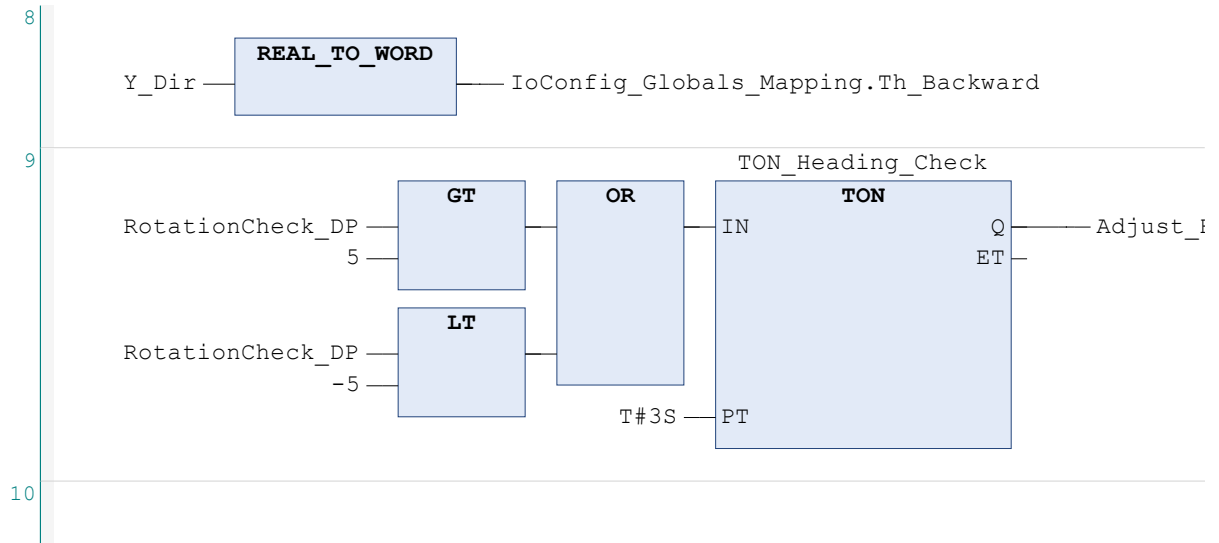 8
REAL_TO_WORD
Y_Dir IoConfig_Globals_Mapping.Th_Backward
9
TON_Heading_Check
GT OR TON
RotationCheck_DP IN Q
5 ET
LT
RotationCheck_DP
-5
T#3S PT
10